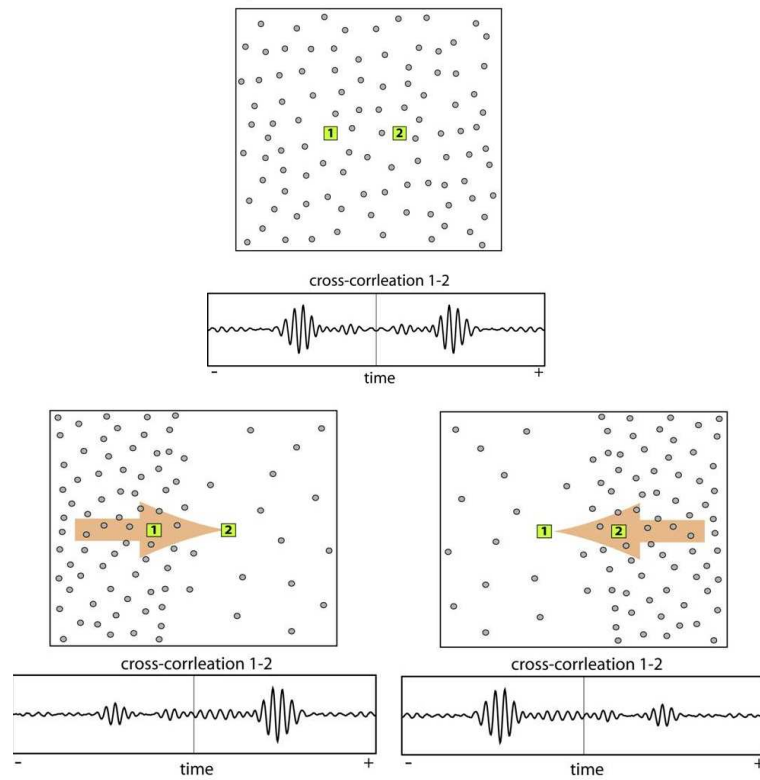 1 2
cross-corrleation 1-2
- time +
1 2
cross-corrleation 1-2
- time +
1 2
cross-corrleation 1-2
- time +